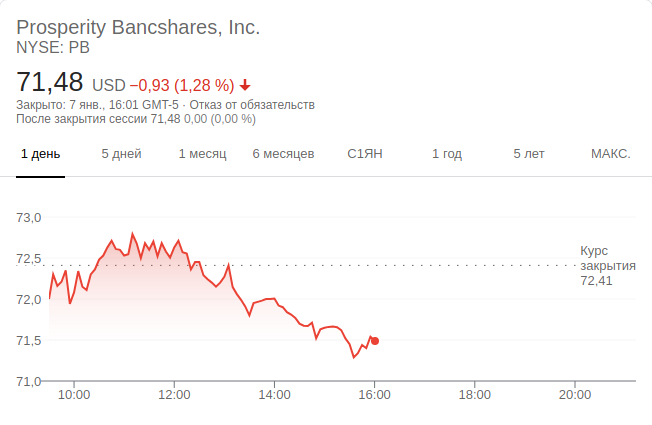 Prosperity Bancshares, Inc.
NYSE: PB
71,48 USD −0,93 (1,28 %)
Закрыто: 7 янв., 16:01 GMT-5 · Отказ от обязательств
После закрытия сессии 71,48 0,00 (0,00 %)
1 день 5 дней 1 месяц 6 месяцев С1ЯН 1 год 5 лет МАКС.
73,0
72,5
72,0
71,5
71,0
Курс
закрытия
72,41
10:00 12:00 14:00 16:00 18:00 20:00